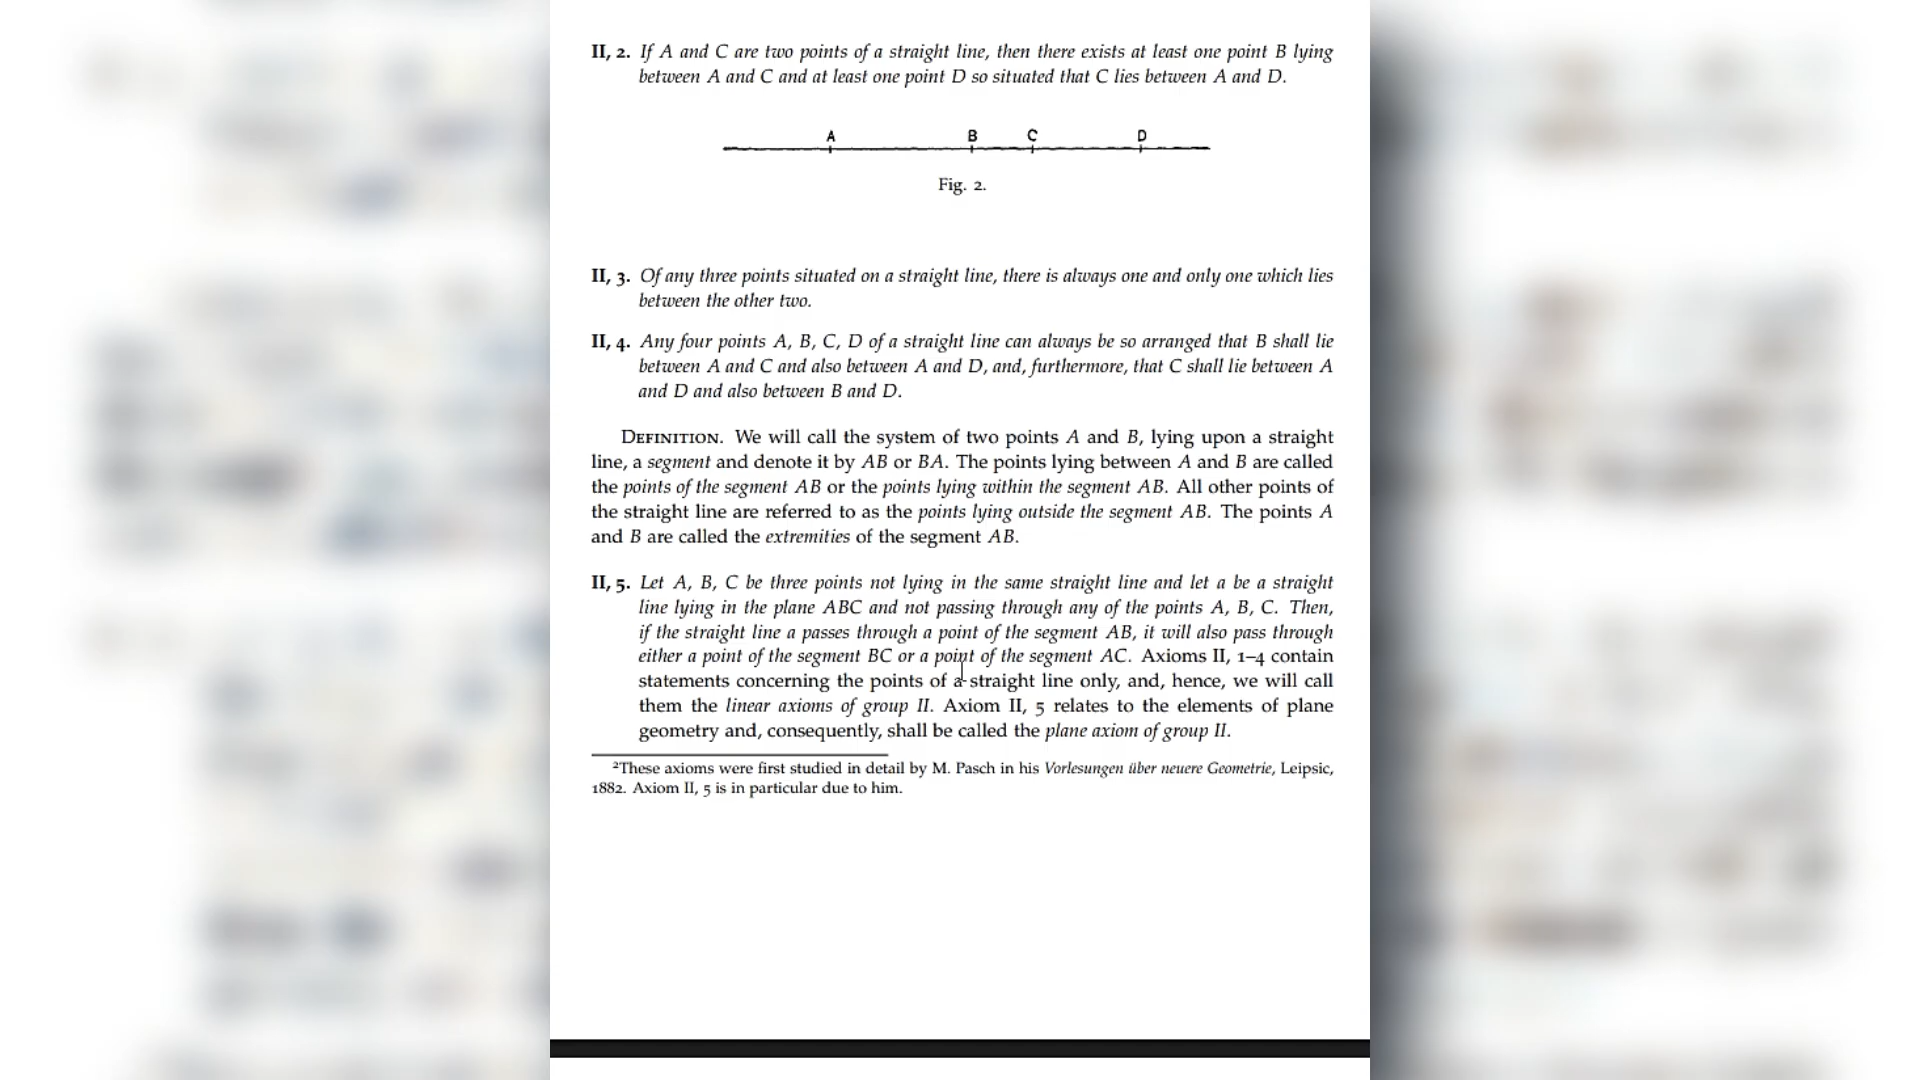 II, 2. If A and C are two points of a straight line, then there exists at least one point B lying
between A and C and at least one point D so situated that C lies between A and D.
A B C D
Fig. 2.
II, 3. Of any three points situated on a straight line, there is always one and only one which lies
between the other two.
II, 4. Any four points A, B, C, D of a straight line can always be so arranged that B shall lie
between A and C and also between A and D, and, furthermore, that C shall lie between A
and D and also between B and D.
DEFINITION. We will call the system of two points A and B, lying upon a straight
line, a segment and denote it by AB or BA. The points lying between A and B are called
the points of the segment AB or the points lying within the segment AB. All other points of
the straight line are referred to as the points lying outside the segment AB. The points A
and B are called the extremities of the segment AB.
II, 5. Let A, B, C be three points not lying in the same straight line and let a be a straight
line lying in the plane ABC and not passing through any of the points A, B, C. Then,
if the straight line a passes through a point of the segment AB, it will also pass through
either a point of the segment BC or a point of the segment AC. Axioms II, 1–4 contain
statements concerning the points of a straight line only, and, hence, we will call
them the linear axioms of group II. Axiom II, 5 relates to the elements of plane
geometry and, consequently, shall be called the plane axiom of group II.
²These axioms were first studied in detail by M. Pasch in his Vorlesungen über neuere Geometrie, Leipsic,
1882. Axiom II, 5 is in particular due to him.